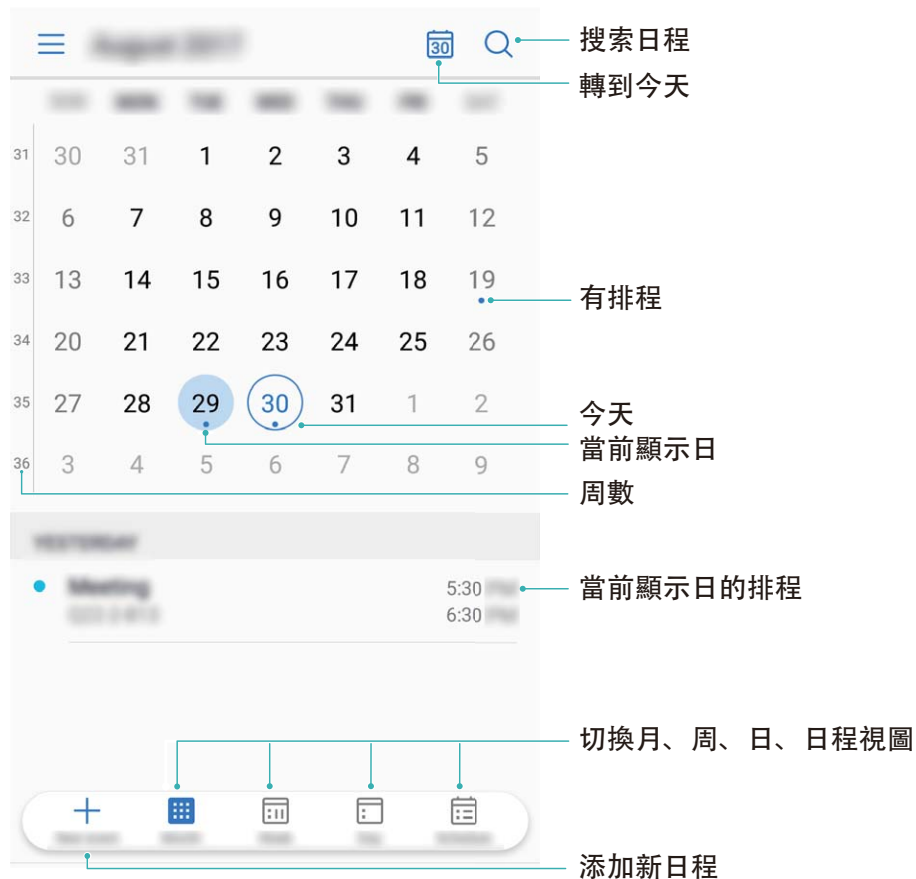 30
搜索日程
轉到今天
31 30 31 1 2 3 4 5
32 6 7 8 9 10 11 12
33 13 14 15 16 17 18 19
有排程
34 20 21 22 23 24 25 26
35 27 28 29 30 31 1 2
今天
當前顯示日
36 3 4 5 6 7 8 9
周數
5:30
當前顯示日的排程
6:30
切換月、周、日、日程視圖
添加新日程